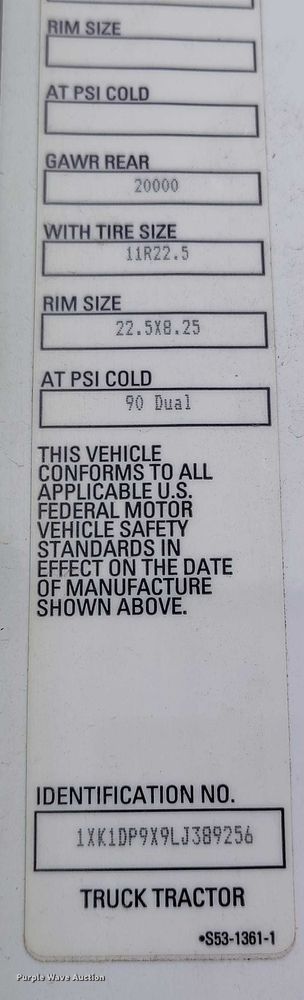 RIM SIZE
AT PSI COLD
GAWR REAR
20000
WITH TIRE SIZE
11R22.5
RIM SIZE
22.5X8.25
AT PSI COLD
90 Dual
THIS VEHICLE
CONFORMS TO ALL
APPLICABLE U.S.
FEDERAL MOTOR
VEHICLE SAFETY
STANDARDS IN
EFFECT ON THE DATE
OF MANUFACTURE
SHOWN ABOVE.
IDENTIFICATION NO.
1XK1DP9X9LJ389256
TRUCK TRACTOR
•S53-1361-1
Purple Wave Auction